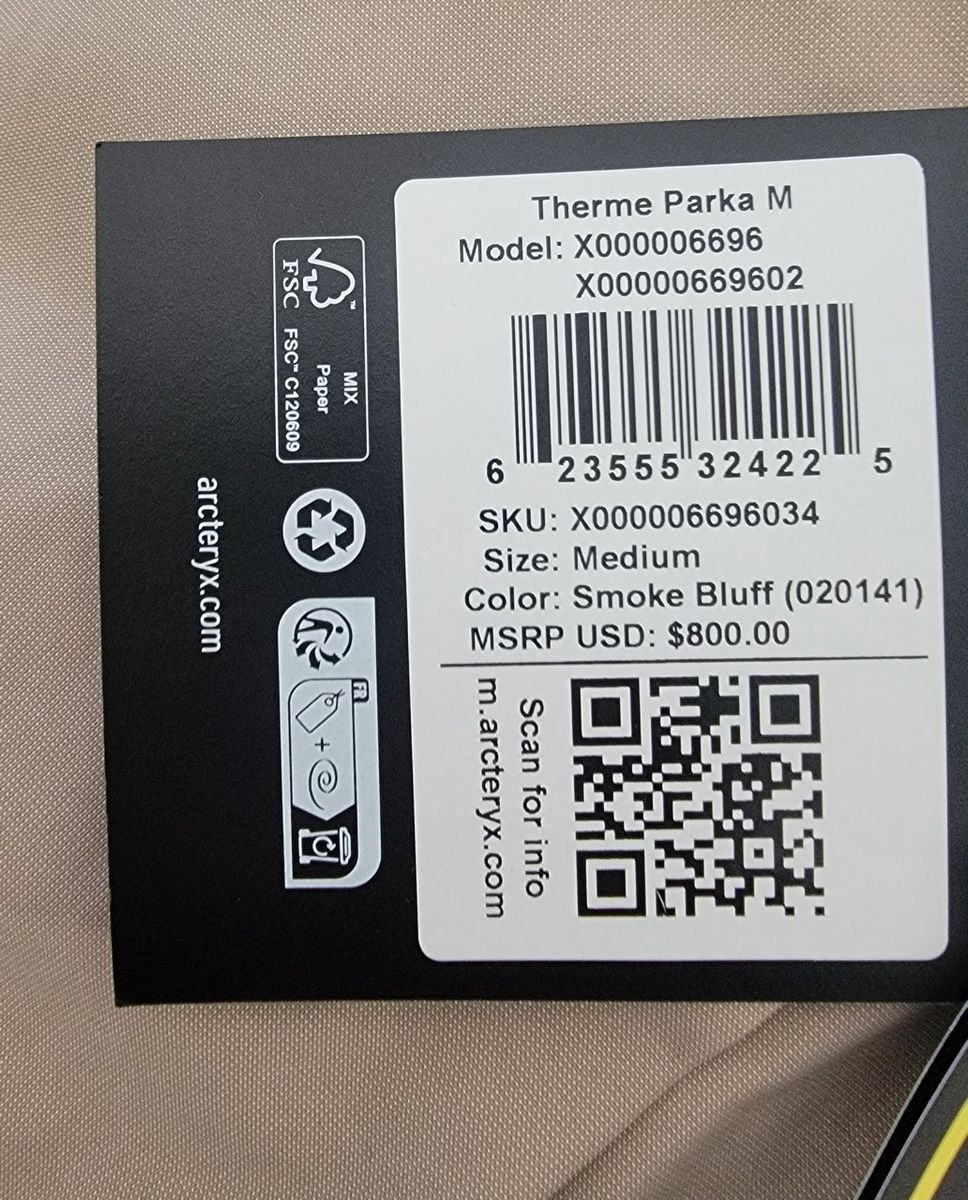 Therme Parka M
Model: X000006696
X00000669602
6 23555 32422 5
SKU: X000006696034
Size: Medium
Color: Smoke Bluff (020141)
MSRP USD: $800.00
Scan for info
m.arcteryx.com
FSC
MIX
Paper
FSC™ C120609
FR
arcteryx.com